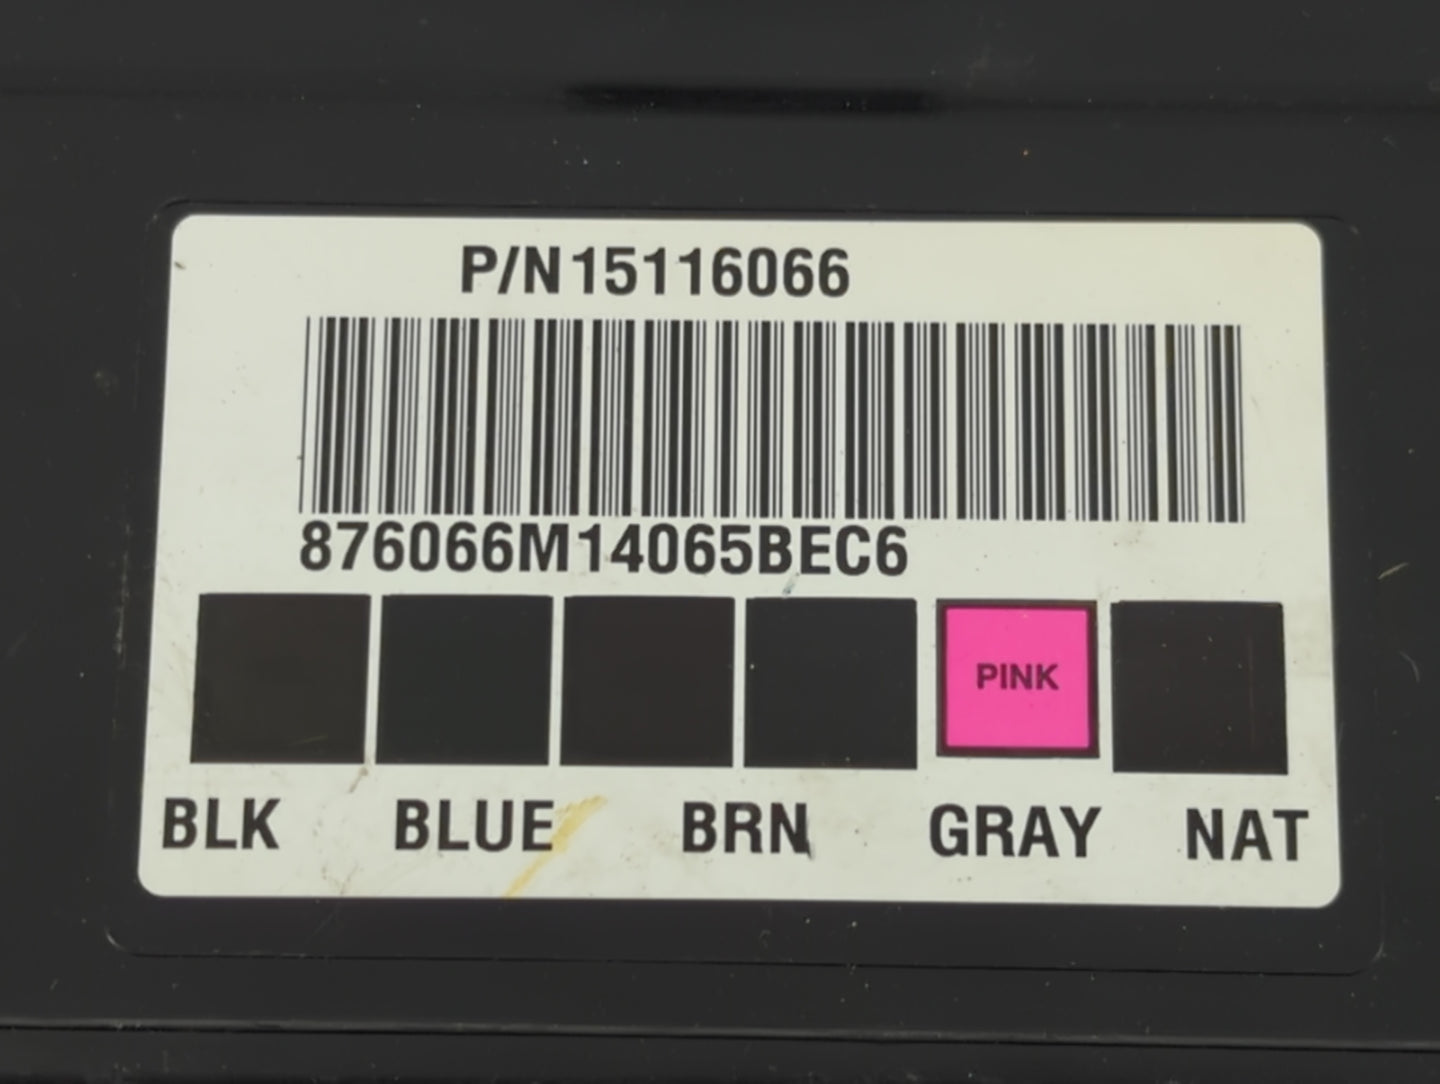 P/N15116066
876066M14065BEC6
PINK
BLK BLUE BRN GRAY NAT